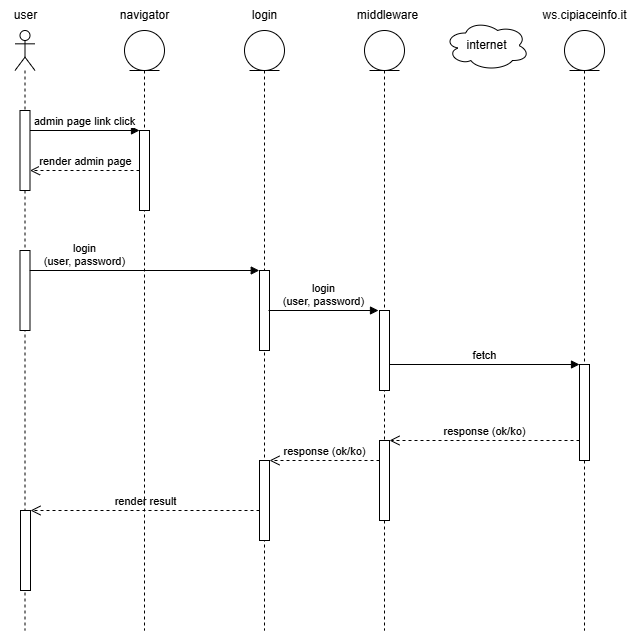 user
navigator
login
middleware
internet
ws.cipiaceinfo.it
admin page link click
render admin page
login
(user, password)
login
(user, password)
fetch
response (ok/ko)
response (ok/ko)
render result